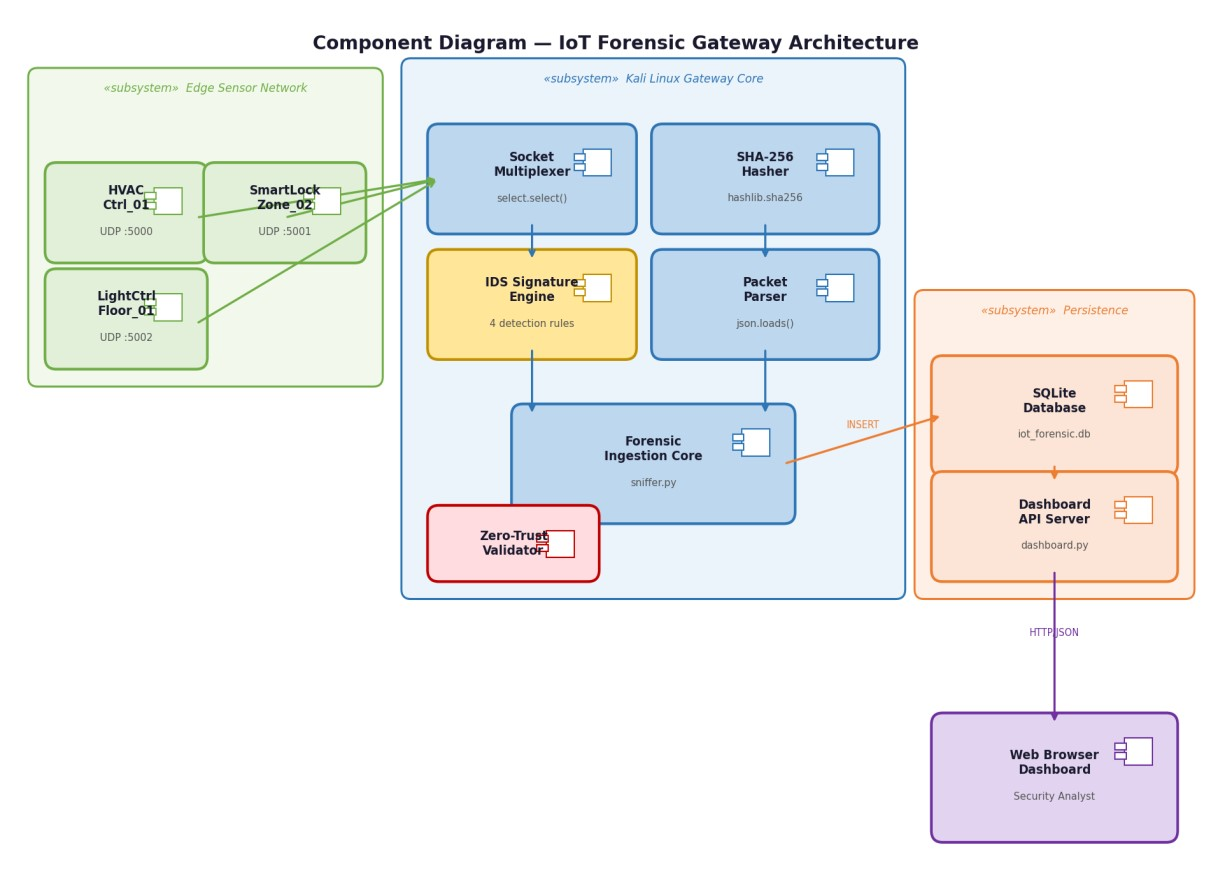 Component Diagram — IoT Forensic Gateway Architecture
«subsystem» Edge Sensor Network
HVAC
Ctrl_01
UDP :5000
SmartLock
Zone_02
UDP :5001
LightCtrl
Floor_01
UDP :5002
«subsystem» Kali Linux Gateway Core
Socket
Multiplexer
select.select()
SHA-256
Hasher
hashlib.sha256
IDS Signature
Engine
4 detection rules
Packet
Parser
json.loads()
Forensic
Ingestion Core
sniffer.py
Zero-Trust
Validator
INSERT
«subsystem» Persistence
SQLite
Database
iot_forensic.db
Dashboard
API Server
dashboard.py
HTTP/JSON
Web Browser
Dashboard
Security Analyst